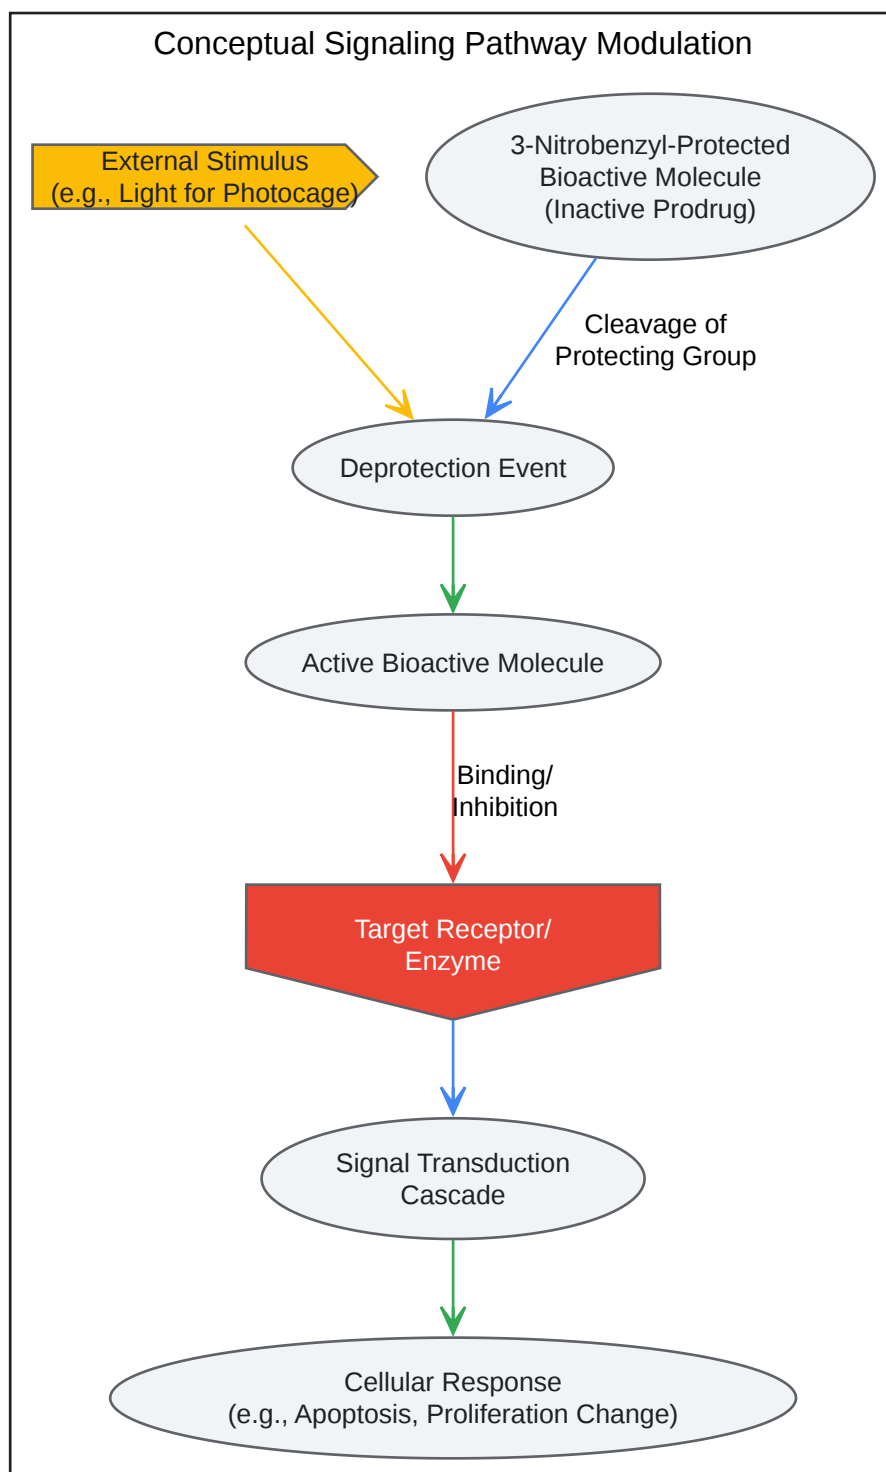 Conceptual Signaling Pathway Modulation
External Stimulus
(e.g., Light for Photocage)
3-Nitrobenzyl-Protected
Bioactive Molecule
(Inactive Prodrug)
Cleavage of
Protecting Group
Deprotection Event
Active Bioactive Molecule
Binding/
Inhibition
Target Receptor/
Enzyme
Signal Transduction
Cascade
Cellular Response
(e.g., Apoptosis, Proliferation Change)